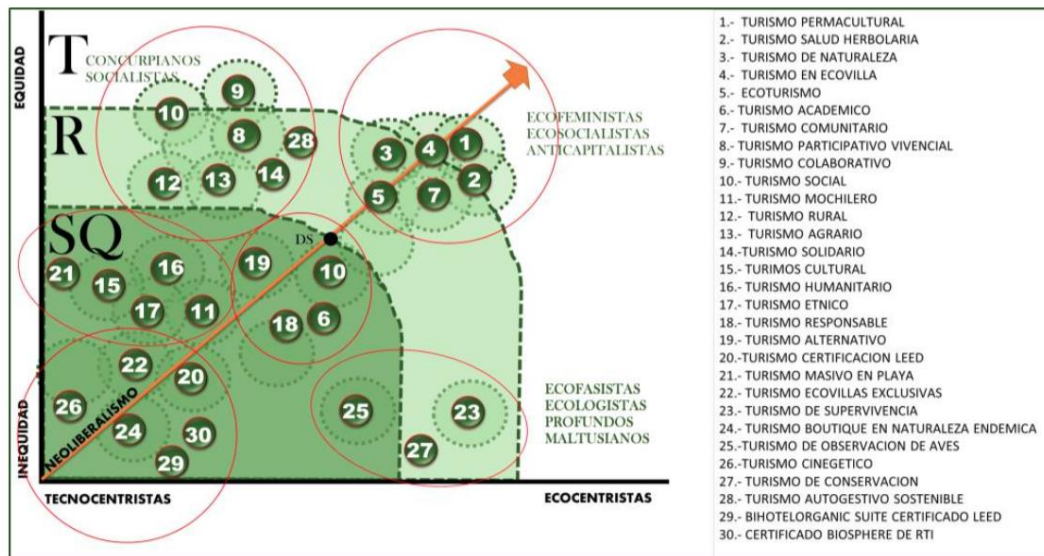 EQUIDAD
INEQUIDAD
T
CONCURPIANOS
SOCIALISTAS
R
SQ
ECOFEMINISTAS
ECOSOCIALISTAS
ANTICAPITALISTAS
DS
NEOLIBERALISMO
ECOFASISTAS
ECOLOGISTAS
PROFUNDOS
MALTUSIANOS
TECNOCENTRISTAS
ECOCENTRISTAS
9
10
8
28
12
13
14
3
4
1
5
7
2
21
15
16
19
10
17
11
18
6
22
20
26
24
30
29
25
23
27
1.- TURISMO PERMACULTURAL
2.- TURISMO SALUD HERBOLARIA
3.- TURISMO DE NATURALEZA
4.- TURISMO EN ECOVILLA
5.- ECOTURISMO
6.- TURISMO ACADEMICO
7.- TURISMO COMUNITARIO
8.- TURISMO PARTICIPATIVO VIVENCIAL
9.- TURISMO COLABORATIVO
10.- TURISMO SOCIAL
11.- TURISMO MOCHILERO
12.- TURISMO RURAL
13.- TURISMO AGRARIO
14.-TURISMO SOLIDARIO
15.- TURIMOS CULTURAL
16.- TURISMO HUMANITARIO
17.- TURISMO ETNICO
18.- TURISMO RESPONSABLE
19.- TURISMO ALTERNATIVO
20.-TURISMO CERTIFICACION LEED
21.- TURISMO MASIVO EN PLAYA
22.- TURISMO ECOVILLAS EXCLUSIVAS
23.- TURISMO DE SUPERVIVENCIA
24.- TURISMO BOUTIQUE EN NATURALEZA ENDEMICA
25.-TURISMO DE OBSERVACION DE AVES
26.-TURISMO CINEGETICO
27.- TURISMO DE CONSERVACION
28.- TURISMO AUTOGESTIVO SOSTENIBLE
29.- BIHOTELORGANIC SUITE CERTIFICADO LEED
30.- CERTIFICADO BIOSPHERE DE RTI